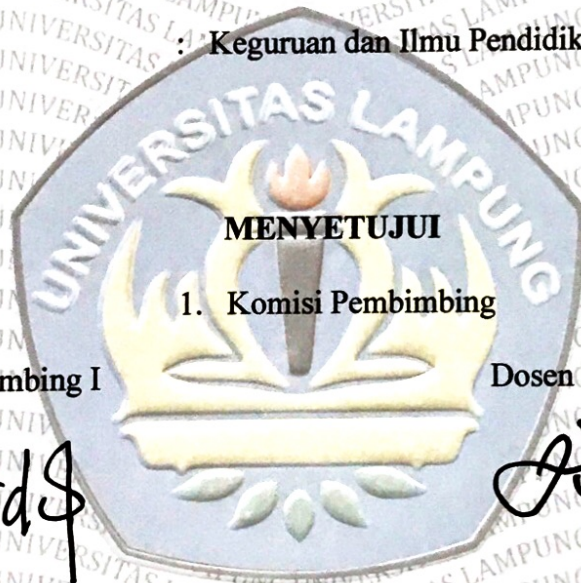 : Keguruan dan Ilmu Pendidik
UNIVERSITAS LAMPUNG
MENYETUJUI
1. Komisi Pembimbing
mbing I
Dosen